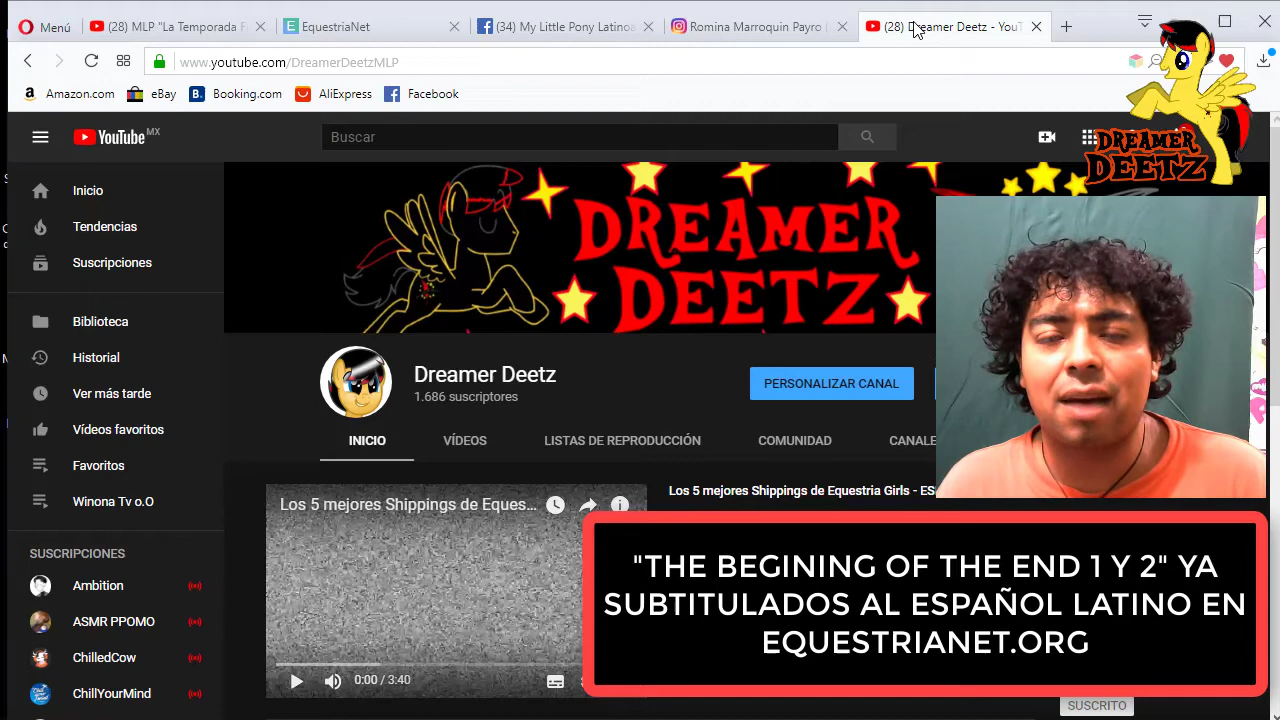 Menú
(28) MLP "La Temporada F
EquestriaNet
(34) My Little Pony Latinoa
Romina Marroquin Payro
(28) Dreamer Deetz - YouT
www.youtube.com/DreamerDeetzMLP
Amazon.com
eBay
Booking.com
AliExpress
Facebook
YouTube MX
Buscar
DREAMER
DEETZ
Inicio
Tendencias
Suscripciones
Biblioteca
Historial
Ver más tarde
Vídeos favoritos
Favoritos
Winona Tv o.O
SUSCRIPCIONES
Ambition
ASMR PPOMO
ChilledCow
ChillYourMind
DREAMER
DEETZ
Dreamer Deetz
1.686 suscriptores
PERSONALIZAR CANAL
INICIO
VÍDEOS
LISTAS DE REPRODUCCIÓN
COMUNIDAD
CANALE
Los 5 mejores Shippings de Eques...
0:00 / 3:40
Los 5 mejores Shippings de Equestria Girls - ES
"THE BEGINING OF THE END 1 Y 2" YA
SUBTITULADOS AL ESPAÑOL LATINO EN
EQUESTRIANET.ORG
SUSCRITO